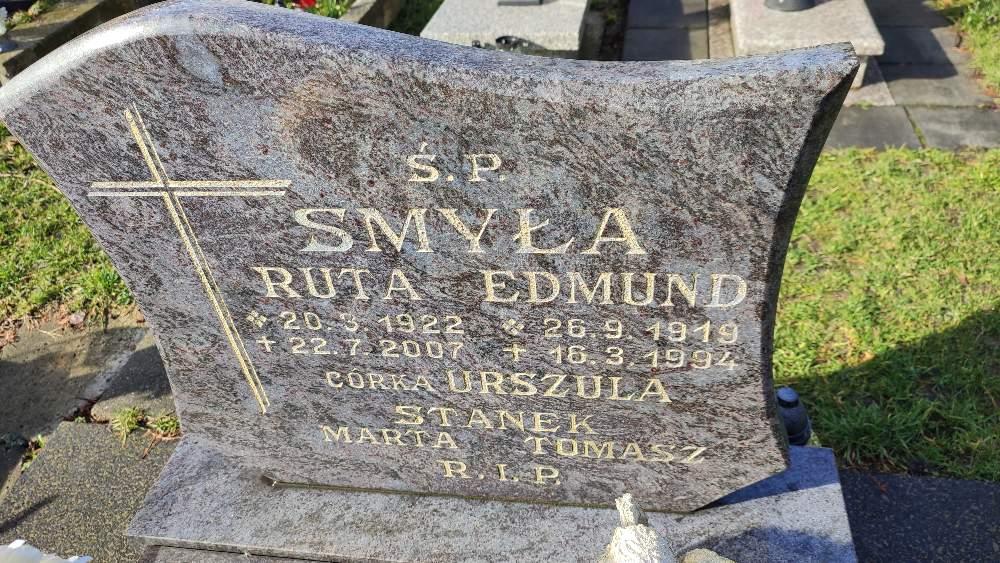 Ś.P.
SMYŁA
RUTA EDMUND
20.3.1922 26.9.1919
22.7.2007 16.3.1994
CÓRKA URSZULA
STANEK
MARTA TOMASZ
R.I.P.